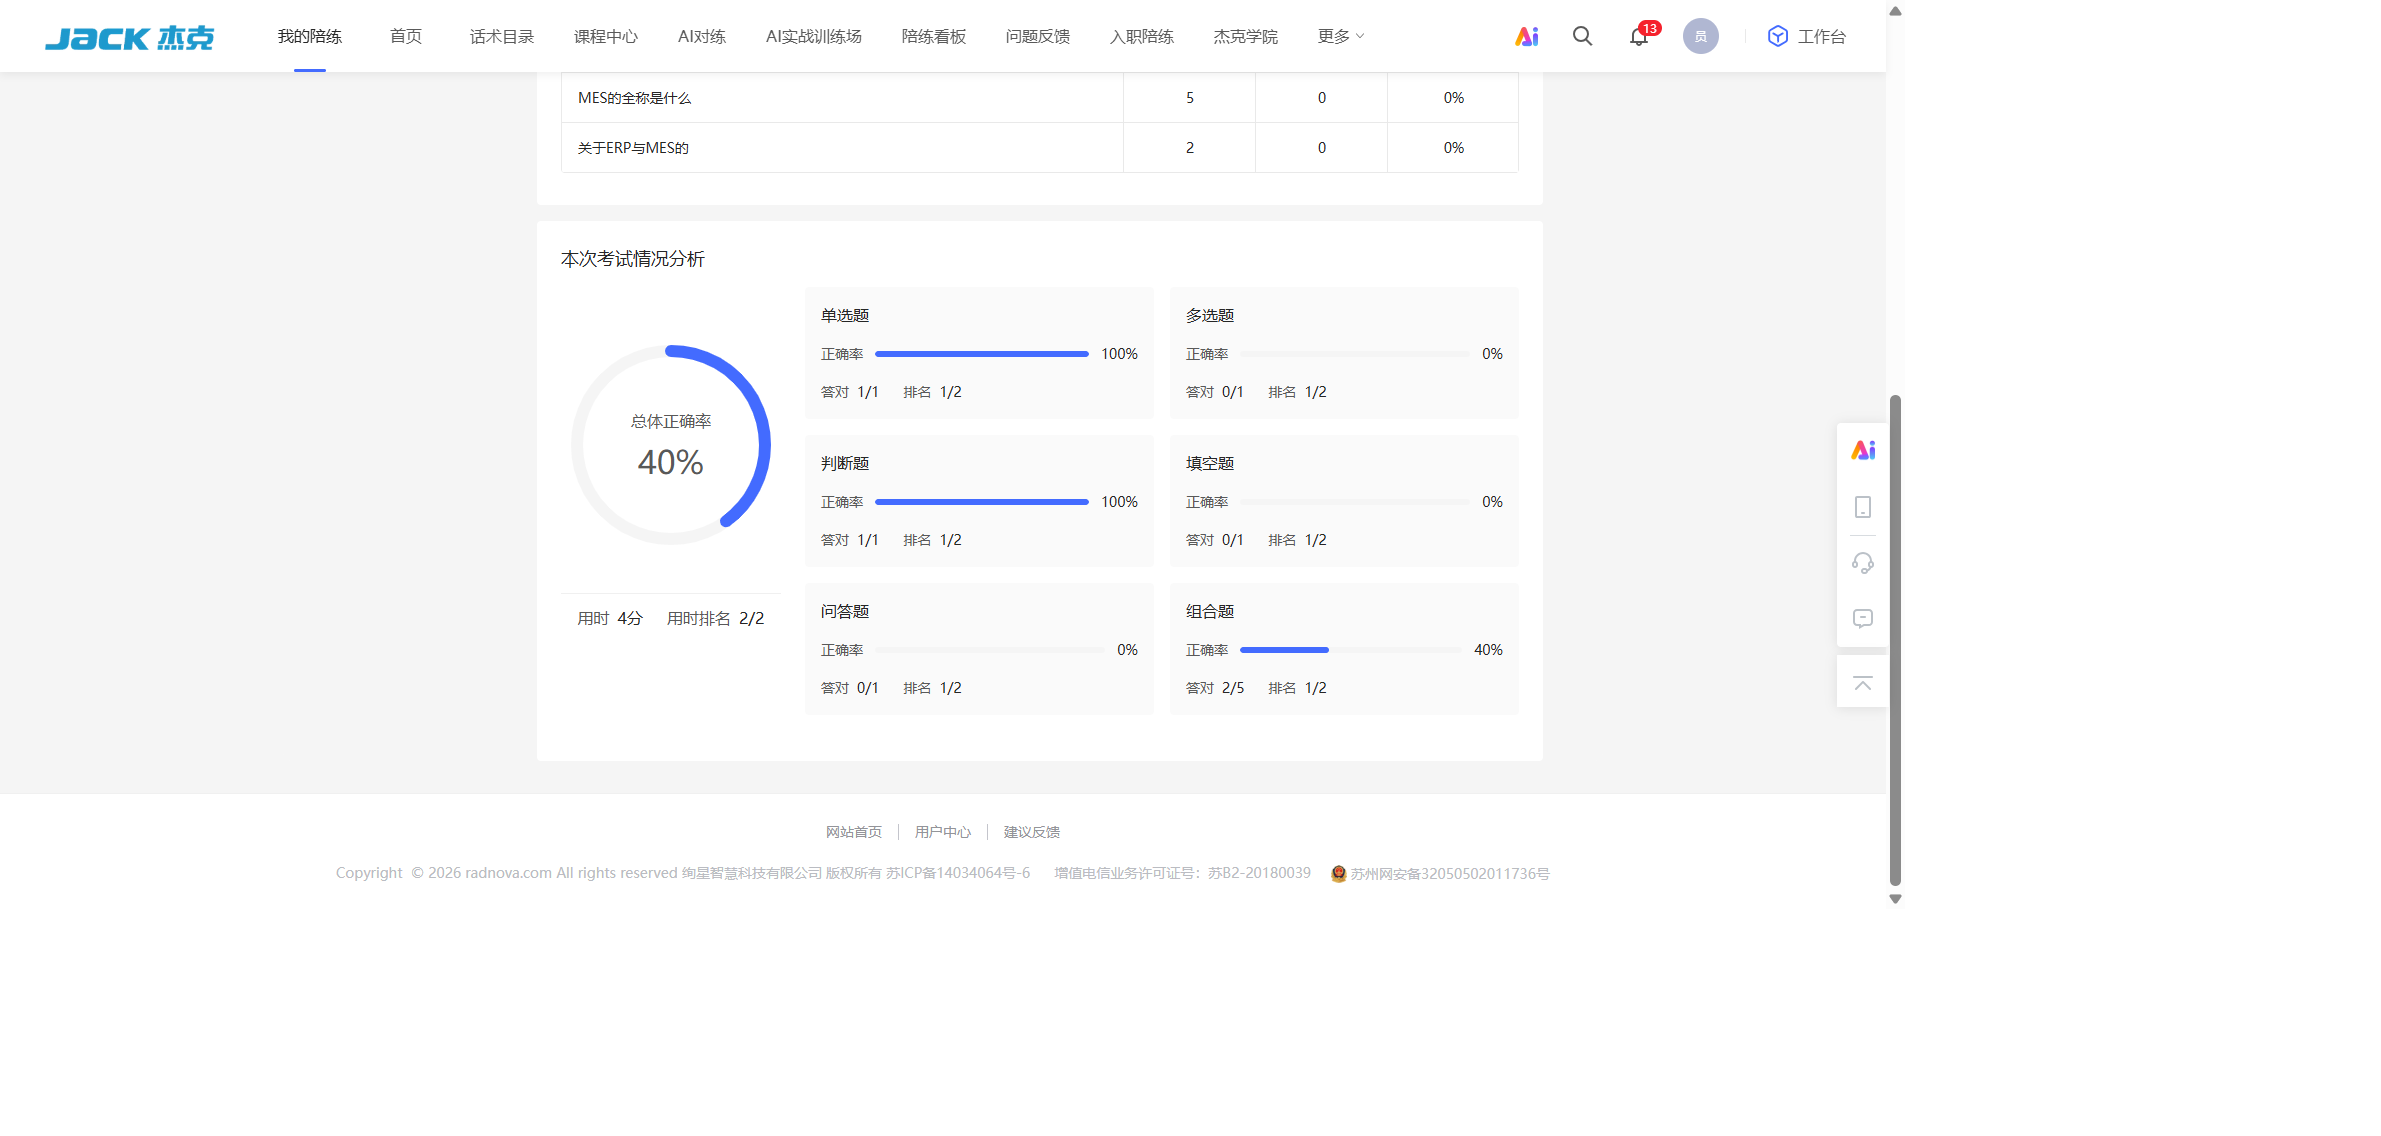 Jack 杰克 我的陪练 首页 话术目录 课程中心 AI对练 AI实战训练场 陪练看板 问题反馈 入职陪练 杰克学院 更多 Ai 13 员 工作台
MES的全称是什么 5 0 0%
关于ERP与MES的 2 0 0%
本次考试情况分析
总体正确率
40%
用时 4分 用时排名 2/2
单选题
正确率 100%
答对 1/1 排名 1/2
多选题
正确率 0%
答对 0/1 排名 1/2
判断题
正确率 100%
答对 1/1 排名 1/2
填空题
正确率 0%
答对 0/1 排名 1/2
问答题
正确率 0%
答对 0/1 排名 1/2
组合题
正确率 40%
答对 2/5 排名 1/2
Ai
网站首页 用户中心 建议反馈
Copyright © 2026 radnova.com All rights reserved 绚星智慧科技有限公司 版权所有 苏ICP备14034064号-6 增值电信业务许可证号：苏B2-20180039 苏州网安备32050502011736号